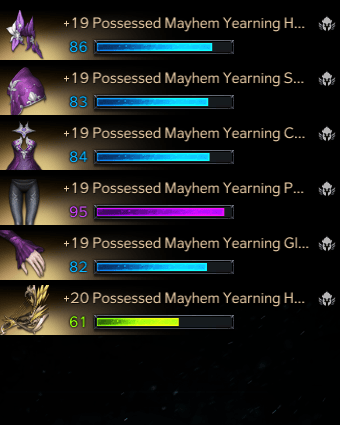 +19 Possessed Mayhem Yearning H...
86
+19 Possessed Mayhem Yearning S...
83
+19 Possessed Mayhem Yearning C...
84
+19 Possessed Mayhem Yearning P...
95
+19 Possessed Mayhem Yearning Gl...
82
+20 Possessed Mayhem Yearning H...
61